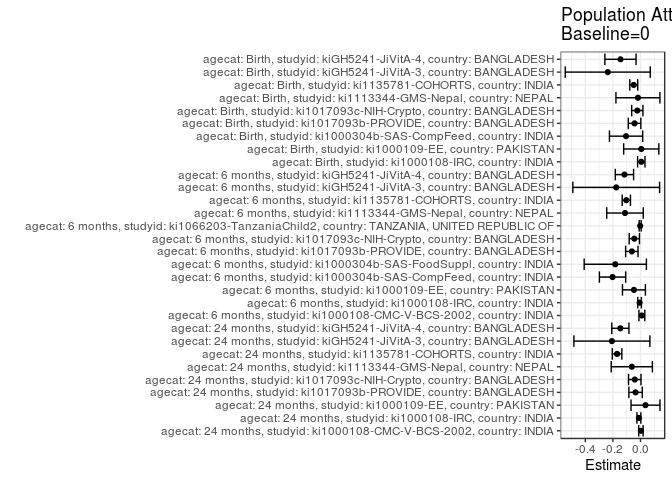 Population Att
Baseline=0
agecat: Birth, studyid: kiGH5241-JiVitA-4, country: BANGLADESH
agecat: Birth, studyid: kiGH5241-JiVitA-3, country: BANGLADESH
agecat: Birth, studyid: ki1135781-COHORTS, country: INDIA
agecat: Birth, studyid: ki1113344-GMS-Nepal, country: NEPAL
agecat: Birth, studyid: ki1017093c-NIH-Crypto, country: BANGLADESH
agecat: Birth, studyid: ki1017093b-PROVIDE, country: BANGLADESH
agecat: Birth, studyid: ki1000304b-SAS-CompFeed, country: INDIA
agecat: Birth, studyid: ki1000109-EE, country: PAKISTAN
agecat: Birth, studyid: ki1000108-IRC, country: INDIA
agecat: 6 months, studyid: kiGH5241-JiVitA-4, country: BANGLADESH
agecat: 6 months, studyid: kiGH5241-JiVitA-3, country: BANGLADESH
agecat: 6 months, studyid: ki1135781-COHORTS, country: INDIA
agecat: 6 months, studyid: ki1113344-GMS-Nepal, country: NEPAL
agecat: 6 months, studyid: ki1066203-TanzaniaChild2, country: TANZANIA, UNITED REPUBLIC OF
agecat: 6 months, studyid: ki1017093c-NIH-Crypto, country: BANGLADESH
agecat: 6 months, studyid: ki1017093b-PROVIDE, country: BANGLADESH
agecat: 6 months, studyid: ki1000304b-SAS-FoodSuppl, country: INDIA
agecat: 6 months, studyid: ki1000304b-SAS-CompFeed, country: INDIA
agecat: 6 months, studyid: ki1000109-EE, country: PAKISTAN
agecat: 6 months, studyid: ki1000108-IRC, country: INDIA
agecat: 6 months, studyid: ki1000108-CMC-V-BCS-2002, country: INDIA
agecat: 24 months, studyid: kiGH5241-JiVitA-4, country: BANGLADESH
agecat: 24 months, studyid: kiGH5241-JiVitA-3, country: BANGLADESH
agecat: 24 months, studyid: ki1135781-COHORTS, country: INDIA
agecat: 24 months, studyid: ki1113344-GMS-Nepal, country: NEPAL
agecat: 24 months, studyid: ki1017093c-NIH-Crypto, country: BANGLADESH
agecat: 24 months, studyid: ki1017093b-PROVIDE, country: BANGLADESH
agecat: 24 months, studyid: ki1000109-EE, country: PAKISTAN
agecat: 24 months, studyid: ki1000108-IRC, country: INDIA
agecat: 24 months, studyid: ki1000108-CMC-V-BCS-2002, country: INDIA
-0.4 -0.2 0.0
Estimate